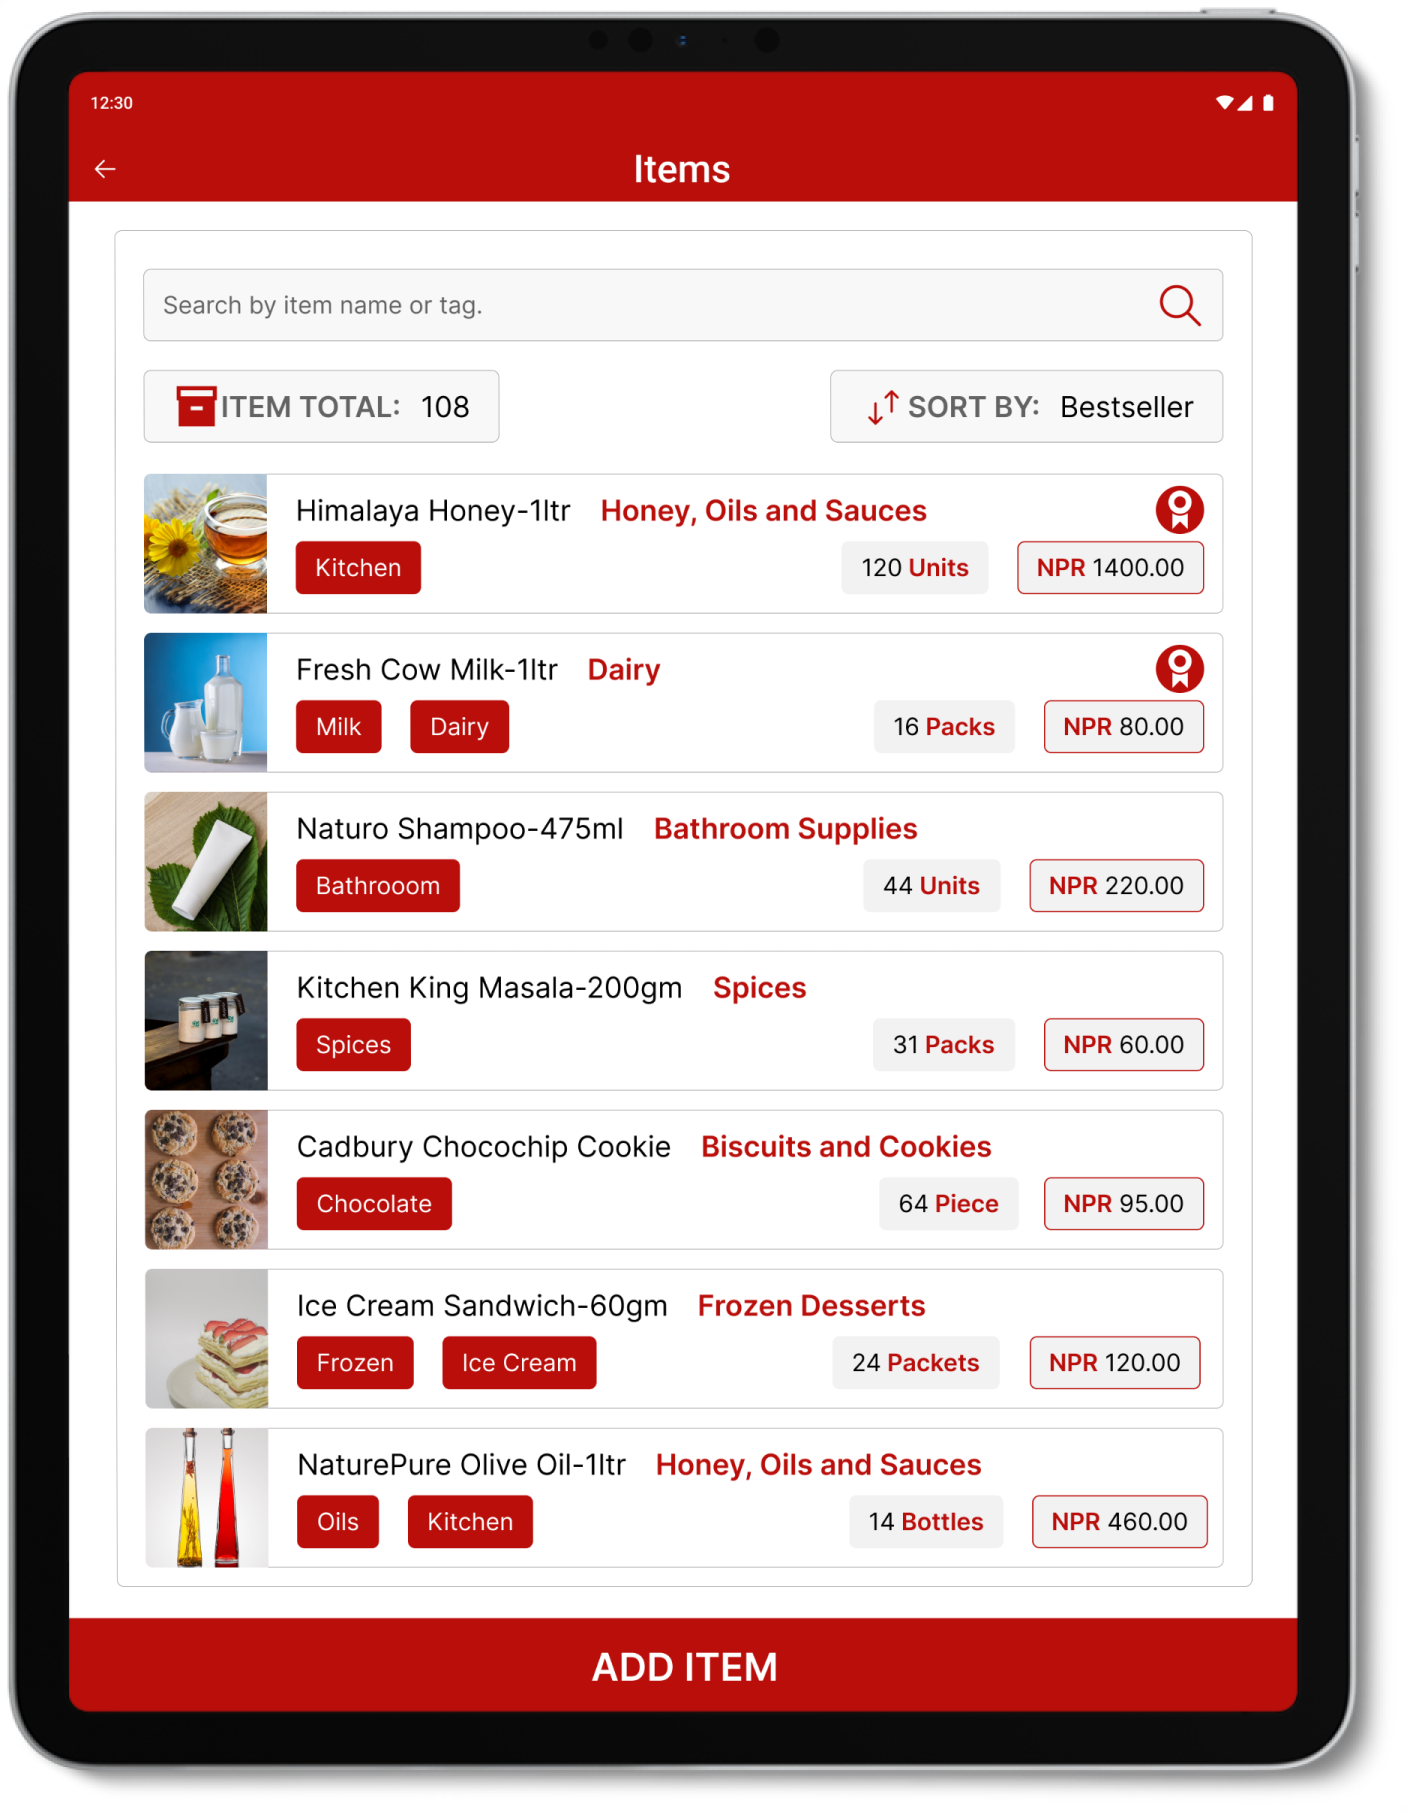 12:30
Items
Search by item name or tag.
ITEM TOTAL: 108
SORT BY: Bestseller
Himalaya Honey-1ltr Honey, Oils and Sauces
Kitchen 120 Units NPR 1400.00
Fresh Cow Milk-1ltr Dairy
Milk Dairy 16 Packs NPR 80.00
Naturo Shampoo-475ml Bathroom Supplies
Bathrooom 44 Units NPR 220.00
Kitchen King Masala-200gm Spices
Spices 31 Packs NPR 60.00
Cadbury Chocochip Cookie Biscuits and Cookies
Chocolate 64 Piece NPR 95.00
Ice Cream Sandwich-60gm Frozen Desserts
Frozen Ice Cream 24 Packets NPR 120.00
NaturePure Olive Oil-1ltr Honey, Oils and Sauces
Oils Kitchen 14 Bottles NPR 460.00
ADD ITEM